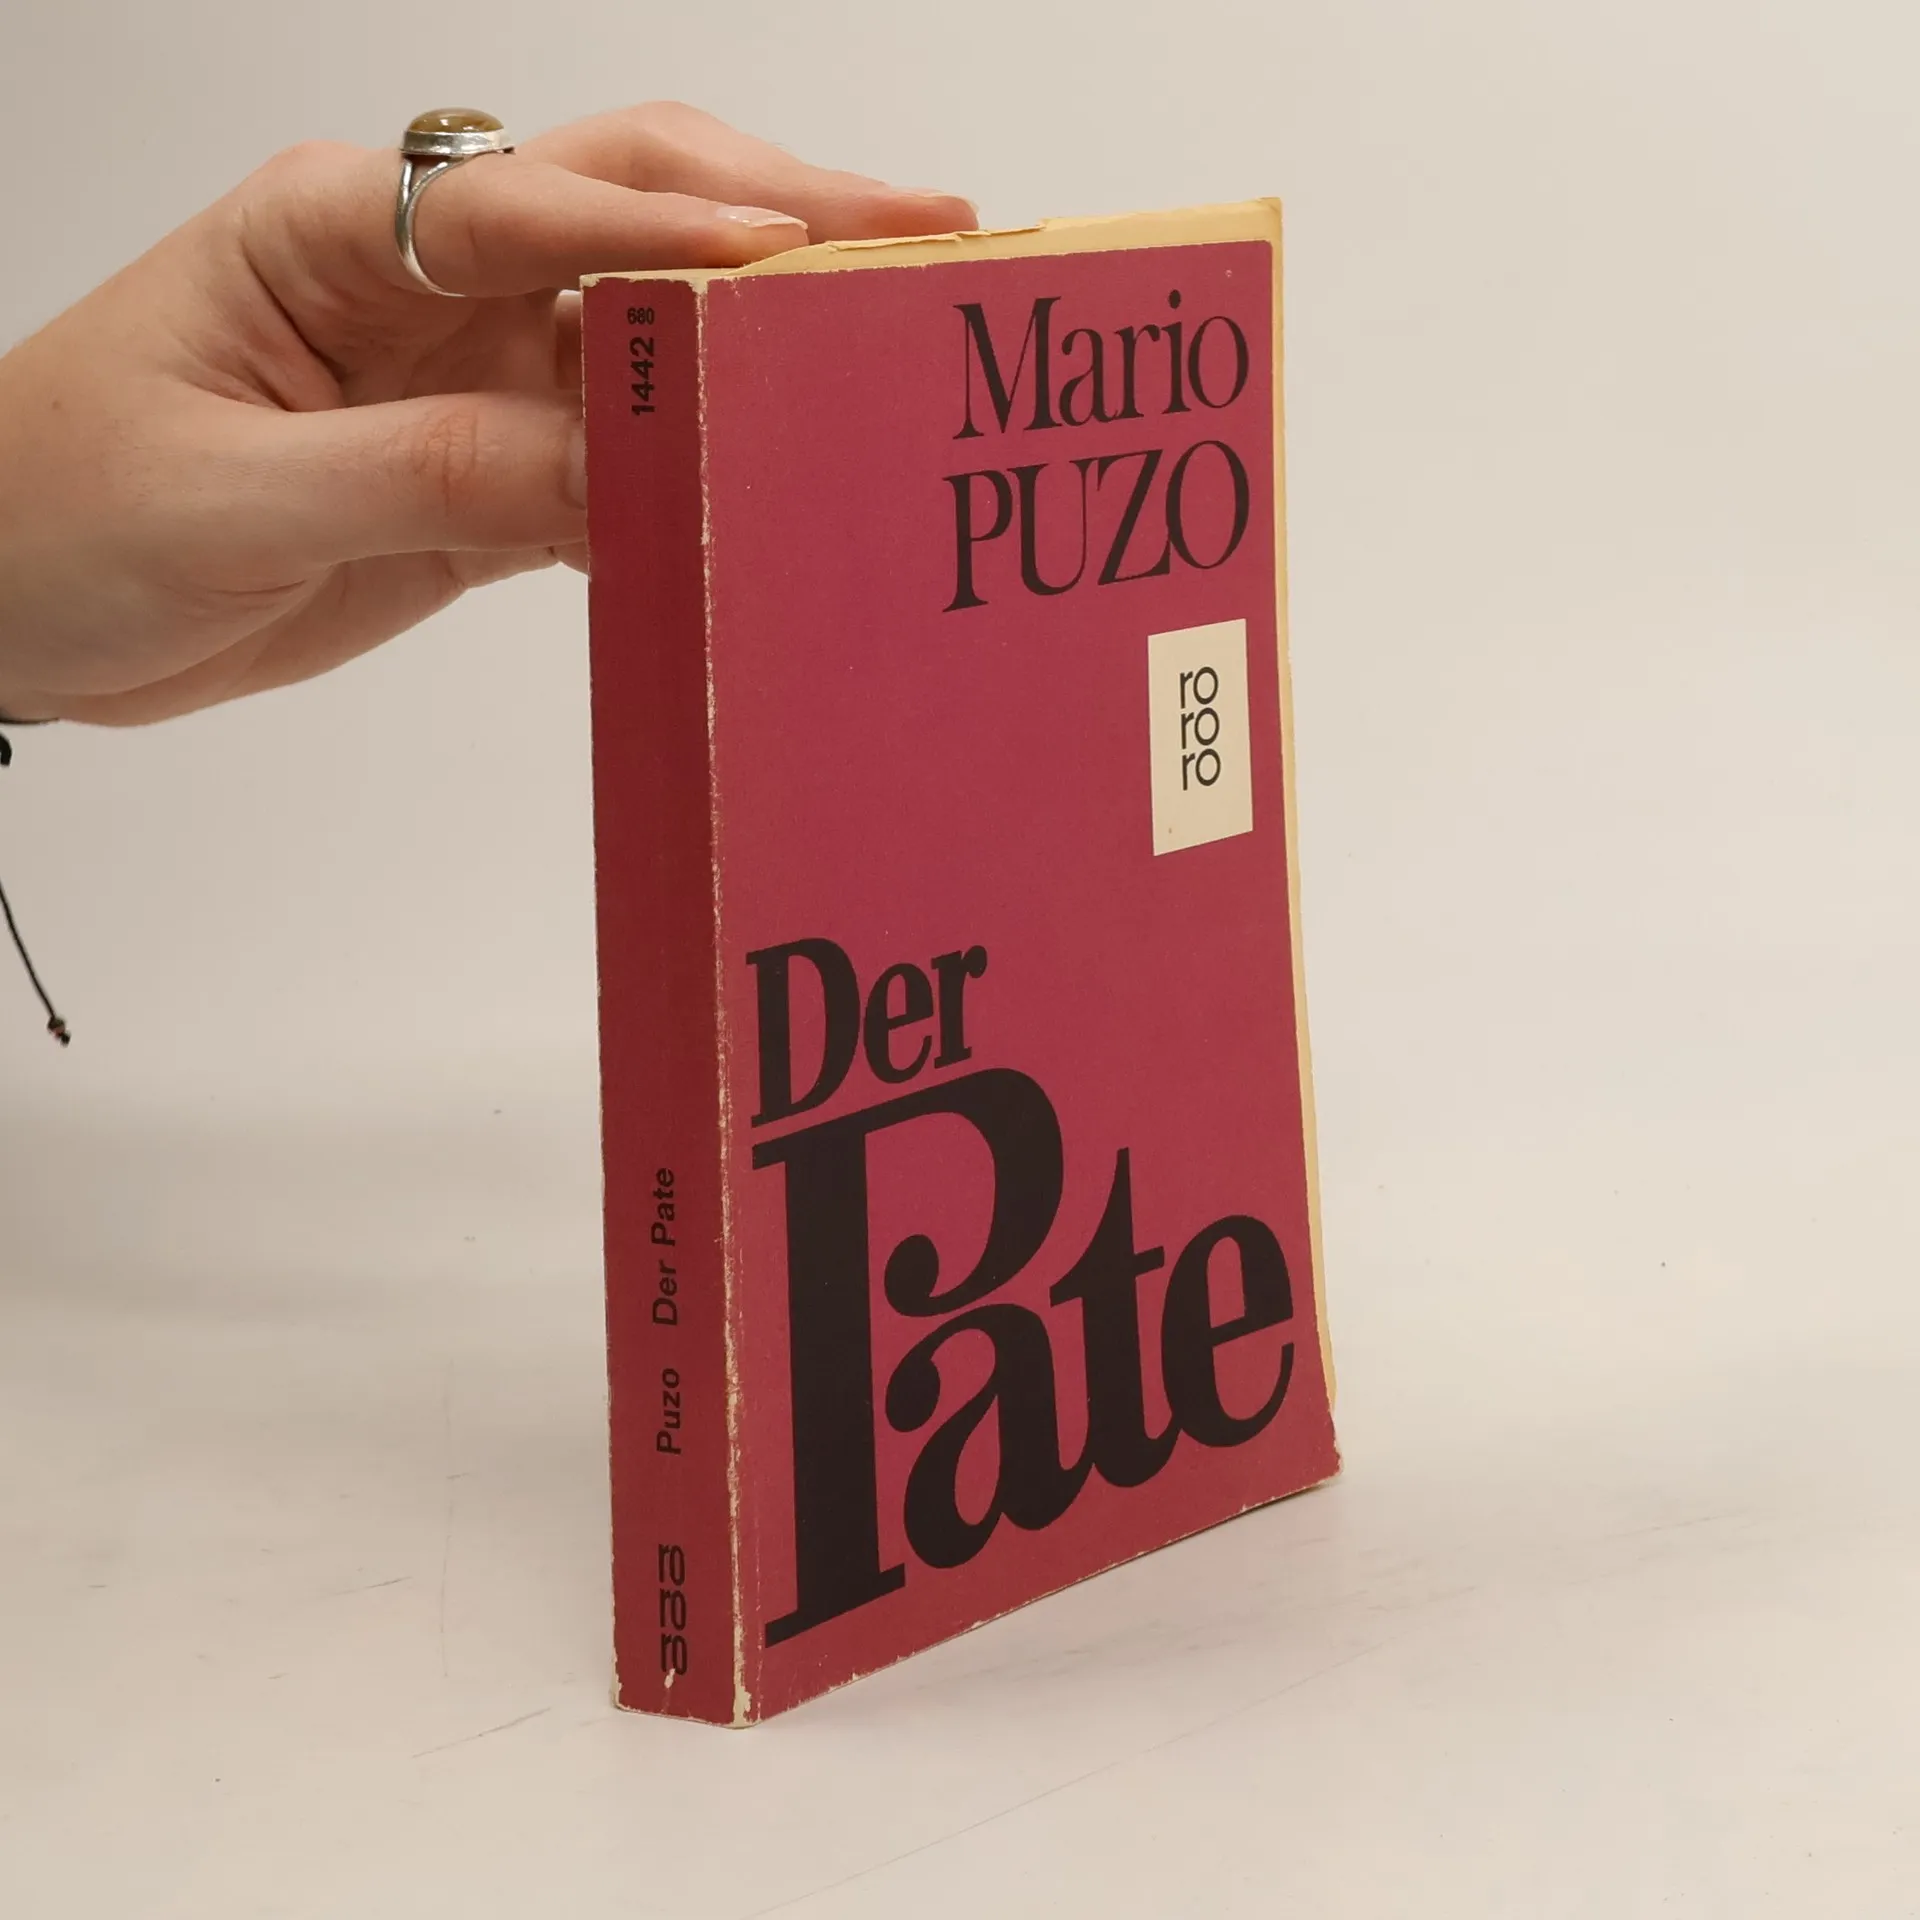 1442 680
Puzo Der Pate
ro
ro
ro
Mario
PUZO
ro
ro
ro
Der
Pate